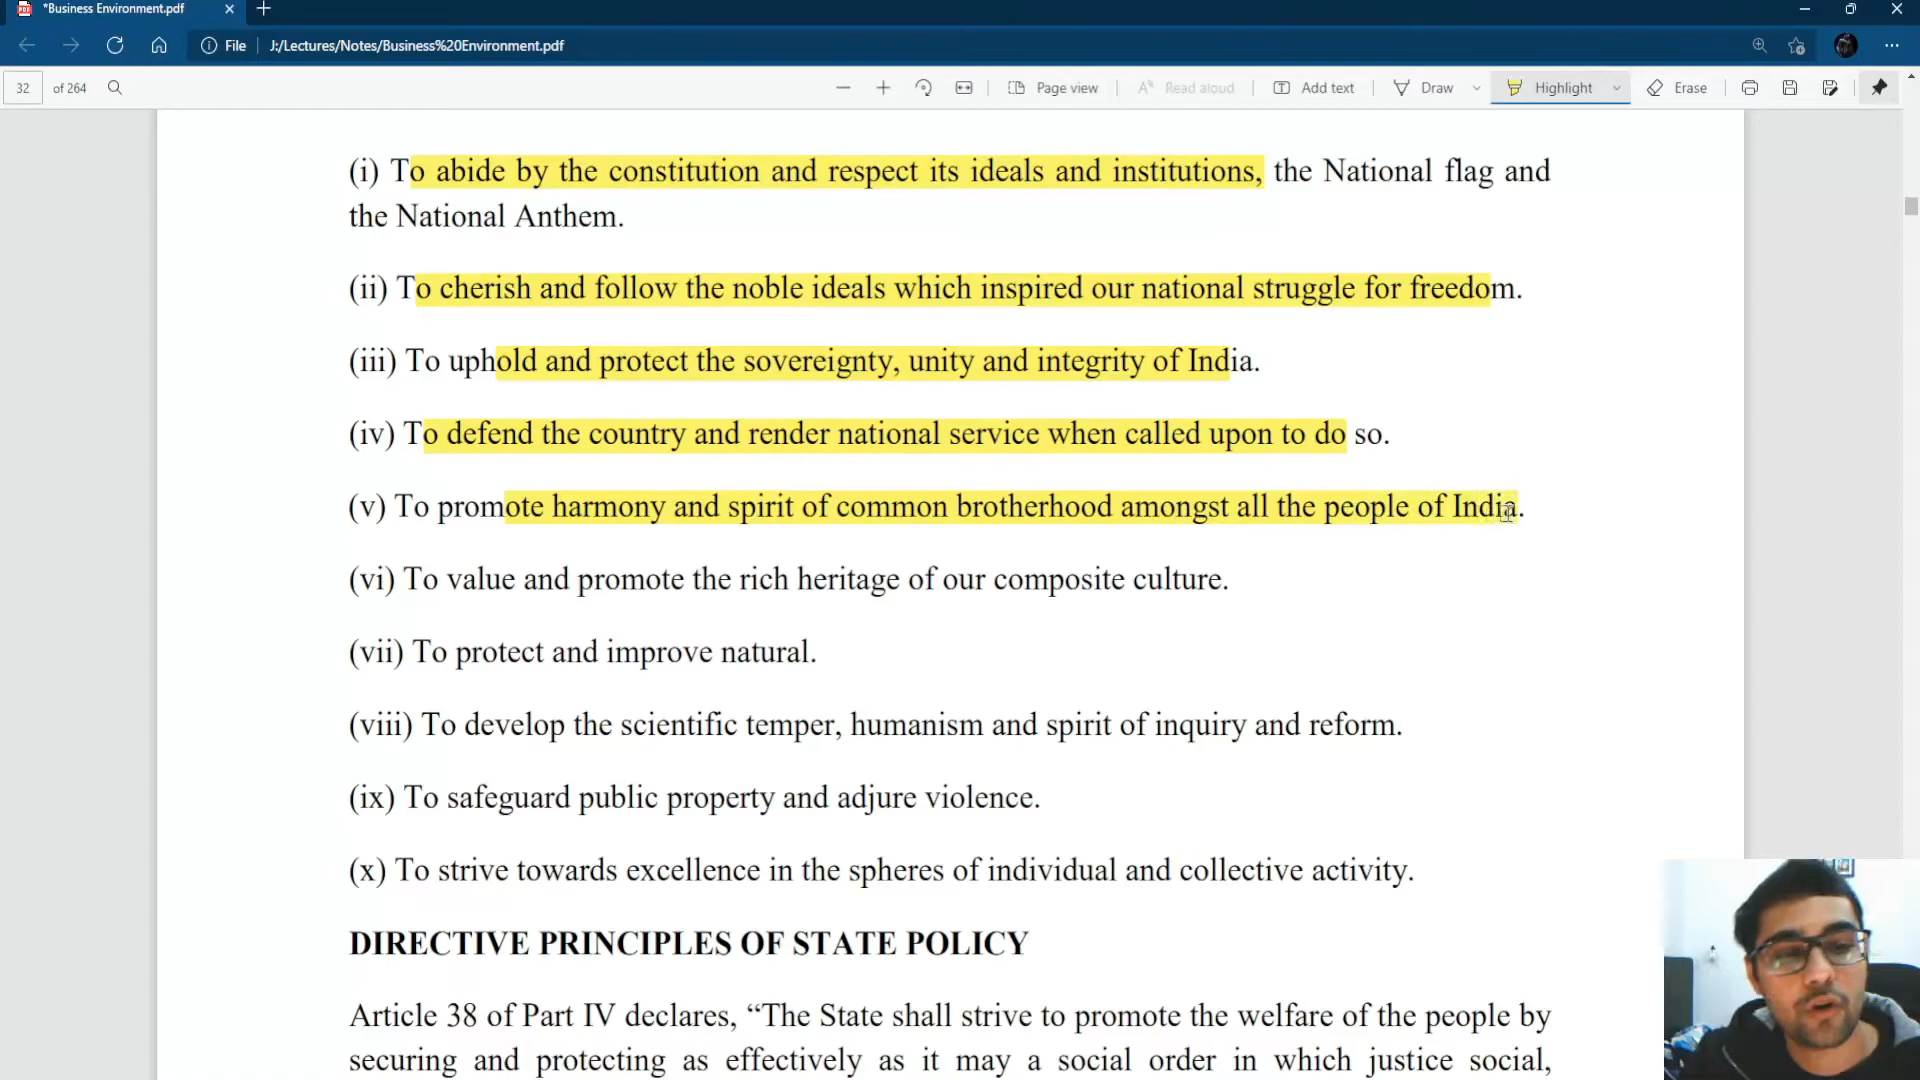 *Business Environment.pdf
File J:/Lectures/Notes/Business%20Environment.pdf
32 of 264 Page view Read aloud Add text Draw Highlight Erase
(i) To abide by the constitution and respect its ideals and institutions, the National flag and
the National Anthem.
(ii) To cherish and follow the noble ideals which inspired our national struggle for freedom.
(iii) To uphold and protect the sovereignty, unity and integrity of India.
(iv) To defend the country and render national service when called upon to do so.
(v) To promote harmony and spirit of common brotherhood amongst all the people of India.
(vi) To value and promote the rich heritage of our composite culture.
(vii) To protect and improve natural.
(viii) To develop the scientific temper, humanism and spirit of inquiry and reform.
(ix) To safeguard public property and adjure violence.
(x) To strive towards excellence in the spheres of individual and collective activity.
DIRECTIVE PRINCIPLES OF STATE POLICY
Article 38 of Part IV declares, “The State shall strive to promote the welfare of the people by
securing and protecting as effectively as it may a social order in which justice social,